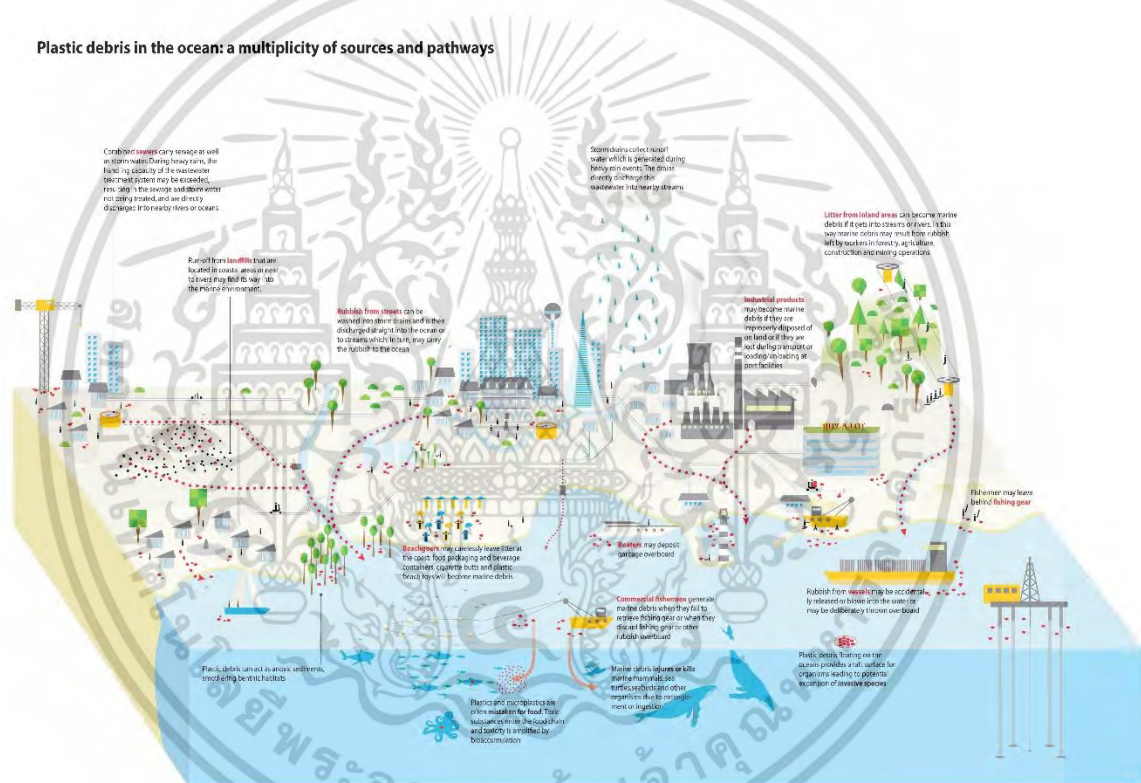 Plastic debris in the ocean: a multiplicity of sources and pathways
Combined sewers carry sewage as well
as storm water. During heavy rains, the
handling capacity of the wastewater
treatment system may be exceeded,
resulting in the sewage and storm water
not being treated, and are directly
discharged into nearby rivers or oceans
Storm drains collect runoff
water which is generated during
heavy rain events. The drains
directly discharge this
wastewater into nearby streams
Litter from inland areas can become marine
debris if it gets into streams or rivers. In this
way marine debris may result from rubbish
left by workers in forestry, agriculture,
construction and mining operations
Run-off from landfills that are
located in coastal areas or near
to rivers may find its way into
the marine environment.
Rubbish from streets can be
washed into storm drains and is then
discharged straight into the ocean or
to streams which, in turn, may carry
the rubbish to the ocean
Industrial products
may become marine
debris if they are
improperly disposed of
on land or if they are
lost during transport or
loading/unloading at
port facilities
Fishermen may leave
behind fishing gear
Beachgoers may carelessly leave litter at
the coast: food packaging and beverage
containers, cigarette butts and plastic
beach toys will become marine debris
Boaters may deposit
garbage overboard
Rubbish from vessels may be accidental-
ly released or blown into the water or
may be deliberately thrown overboard
Commercial fishermen generate
marine debris when they fail to
retrieve fishing gear or when they
discard fishing gear or other
rubbish overboard
Plastic debris can act as anoxic sediments,
smothering benthic habitats
Marine debris injures or kills
marine mammals, sea
turtles, seabirds and other
organisms due to entangle-
ment or ingestion
Plastic debris floating on the
oceans provides a raft surface for
organisms leading to potential
expansion of invasive species
Plastics and microplastics are
often mistaken for food. Toxic
substances enter the food chain
and toxicity is amplified by
bioaccumulation